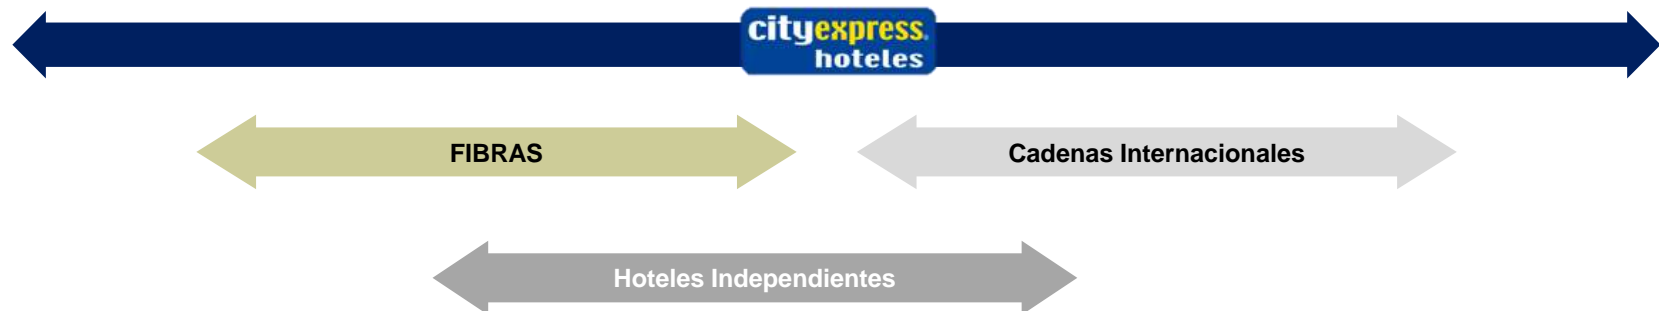 cityexpress.
hoteles
FIBRAS
Cadenas Internacionales
Hoteles Independientes